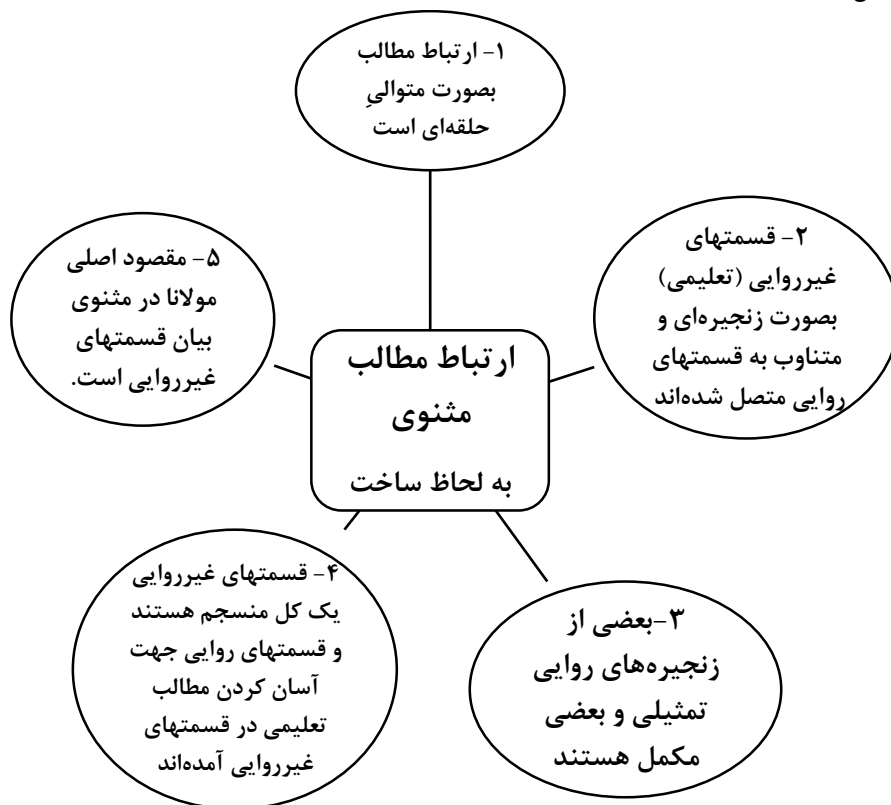 ۱- ارتباط مطالب
بصورت متوالیِ
حلقه‌ای است
۲- قسمتهای
غیرروایی (تعلیمی)
بصورت زنجیره‌ای و
متناوب به قسمتهای
روایی متصل شده‌اند
۳-بعضی از
زنجیره‌های روایی
تمثیلی و بعضی
مکمل هستند
۴- قسمتهای غیرروایی
یک کل منسجم هستند
و قسمتهای روایی جهت
آسان کردن مطالب
تعلیمی در قسمتهای
غیرروایی آمده‌اند
۵- مقصود اصلی
مولانا در مثنوی
بیان قسمتهای
غیرروایی است.
ارتباط مطالب
مثنوی
به لحاظ ساخت